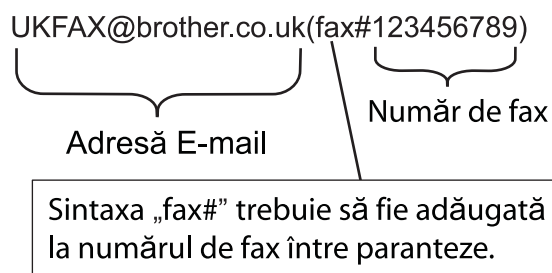 UKFAX@brother.co.uk(fax#123456789)
Număr de fax
Adresă E-mail
Sintaxa „fax#” trebuie să fie adăugată
la numărul de fax între paranteze.